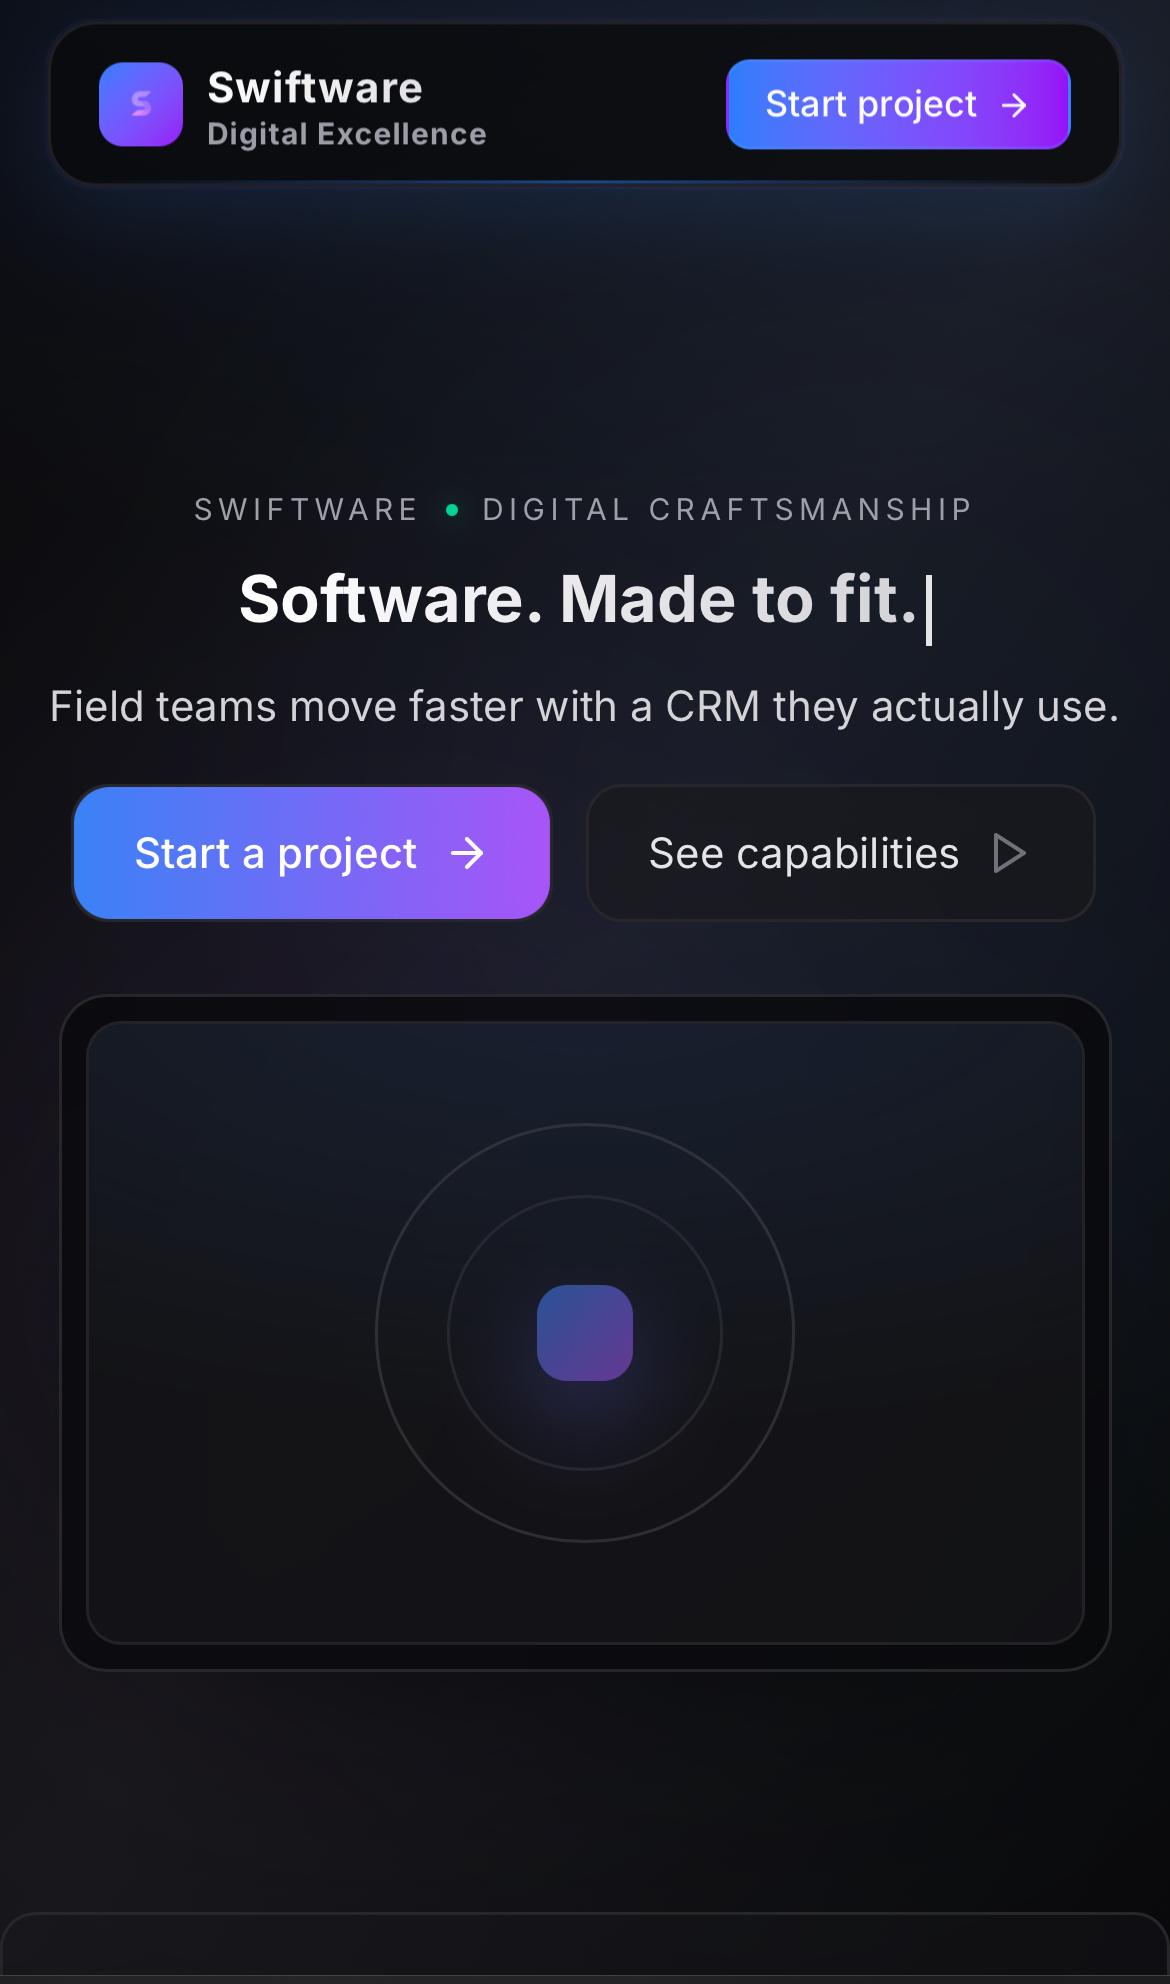 Swiftware
Digital Excellence
Start project
SWIFTWARE • DIGITAL CRAFTSMANSHIP
Software. Made to fit.
Field teams move faster with a CRM they actually use.
Start a project
See capabilities